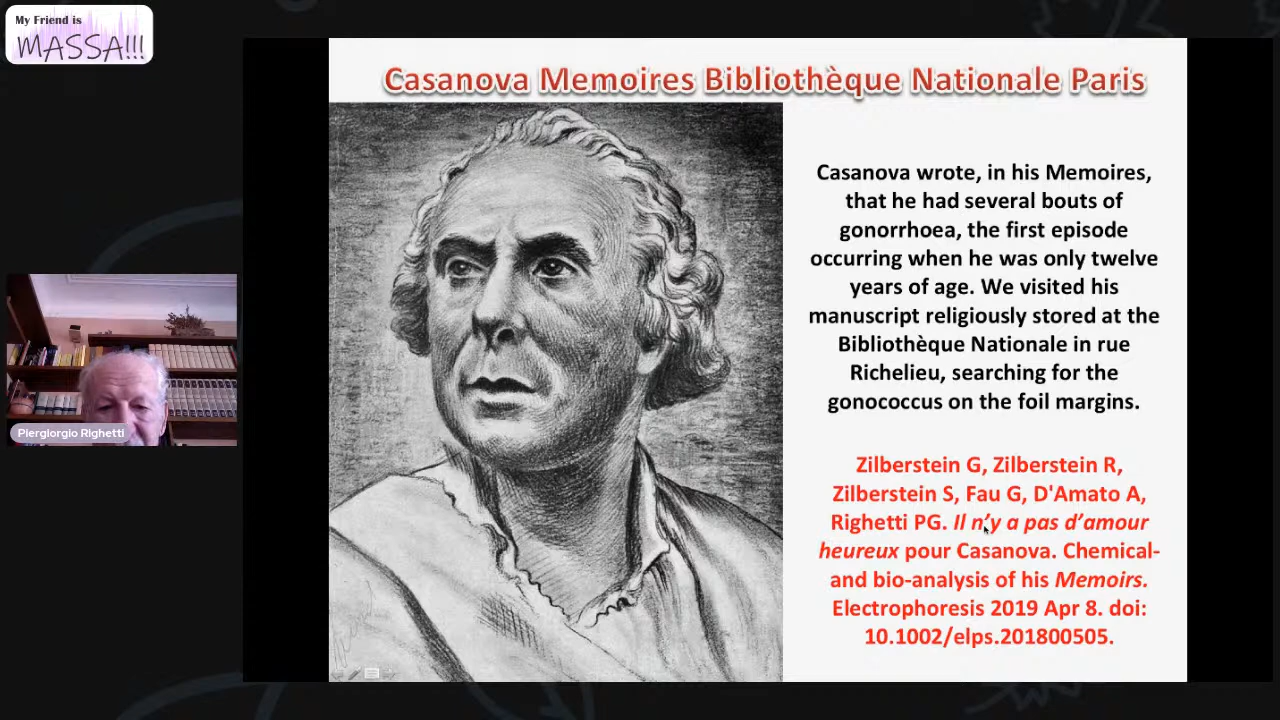 My Friend is
MASSA!!!
Casanova Memoires Bibliothèque Nationale Paris
Casanova wrote, in his Memoires,
that he had several bouts of
gonorrhoea, the first episode
occurring when he was only twelve
years of age. We visited his
manuscript religiously stored at the
Bibliothèque Nationale in rue
Richelieu, searching for the
gonococcus on the foil margins.
Zilberstein G, Zilberstein R,
Zilberstein S, Fau G, D'Amato A,
Righetti PG. Il n’y a pas d’amour
heureux pour Casanova. Chemical-
and bio-analysis of his Memoirs.
Electrophoresis 2019 Apr 8. doi:
10.1002/elps.201800505.
Piergiorgio Righetti